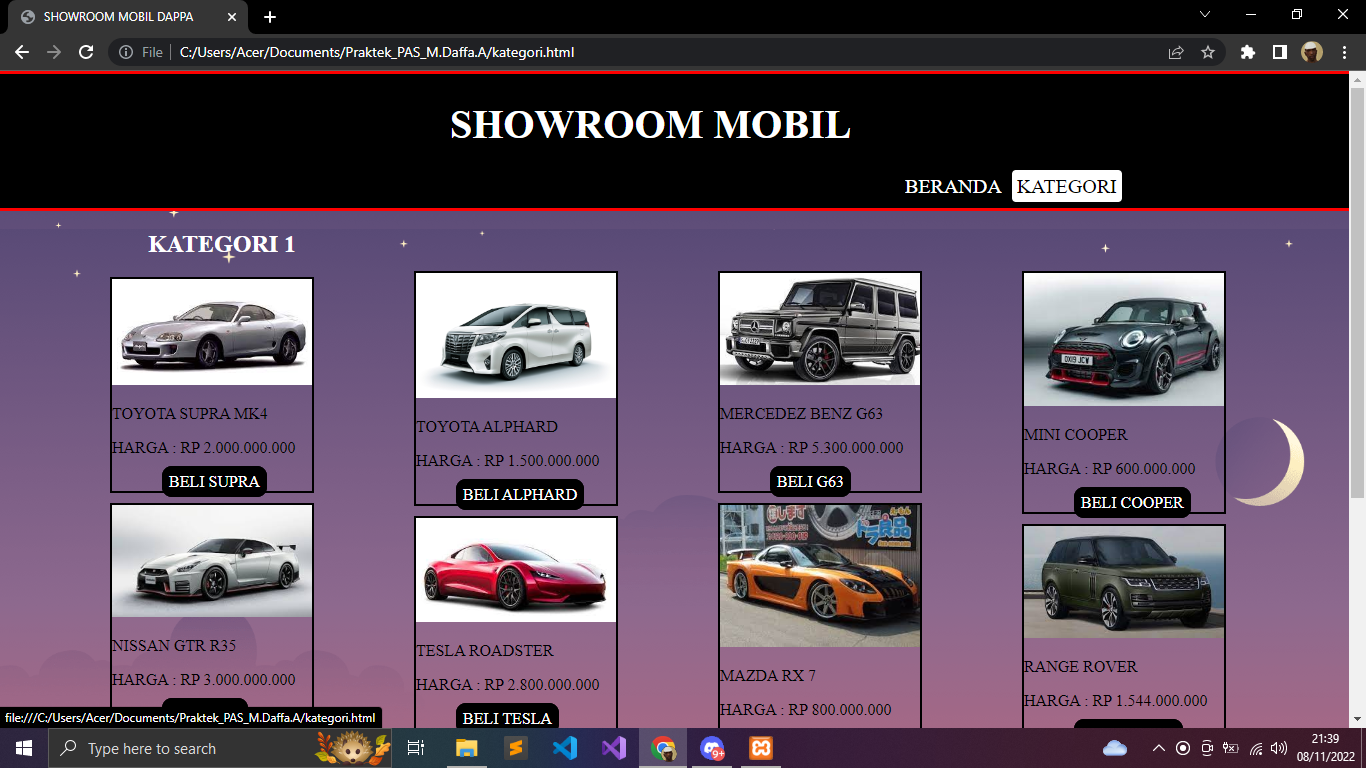 SHOWROOM MOBIL DAPPA
File
C:/Users/Acer/Documents/Praktek_PAS_M.Daffa.A/kategori.html
SHOWROOM MOBIL
BERANDA KATEGORI
KATEGORI 1
TOYOTA SUPRA MK4
HARGA : RP 2.000.000.000
BELI SUPRA
TOYOTA ALPHARD
HARGA : RP 1.500.000.000
BELI ALPHARD
MERCEDEZ BENZ G63
HARGA : RP 5.300.000.000
BELI G63
MINI COOPER
HARGA : RP 600.000.000
BELI COOPER
NISSAN GTR R35
HARGA : RP 3.000.000.000
TESLA ROADSTER
HARGA : RP 2.800.000.000
BELI TESLA
MAZDA RX 7
HARGA : RP 800.000.000
RANGE ROVER
HARGA : RP 1.544.000.000
file:///C:/Users/Acer/Documents/Praktek_PAS_M.Daffa.A/kategori.html
Type here to search
9+
21:39
08/11/2022